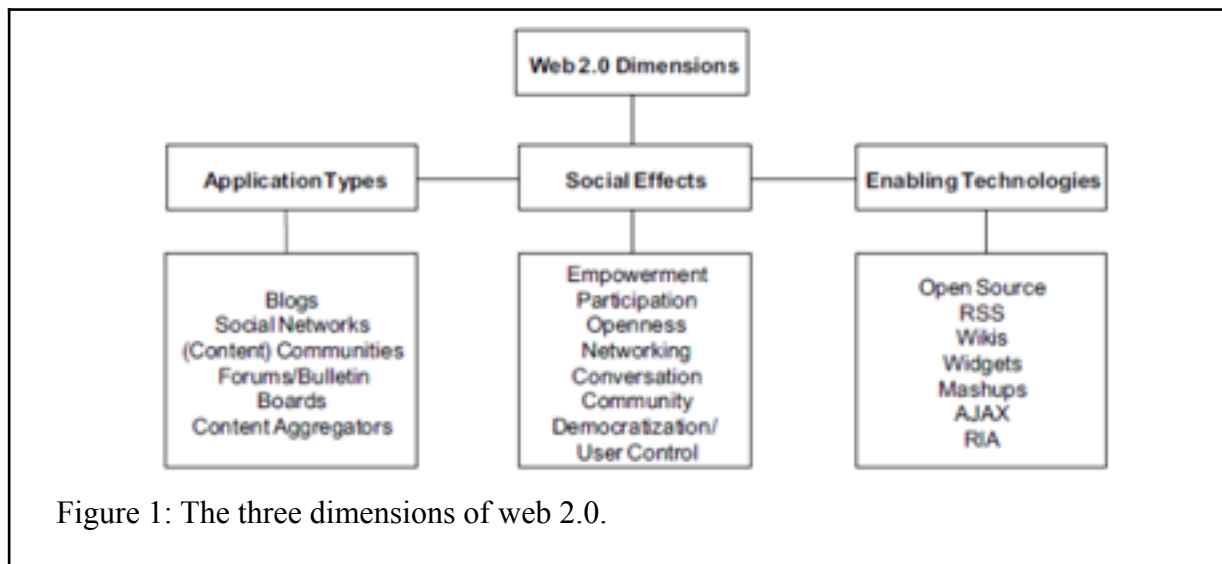 Web 2.0 Dimensions
Application Types
Social Effects
Enabling Technologies
Blogs
Social Networks
(Content) Communities
Forums/Bulletin
Boards
Content Aggregators
Empowerment
Participation
Openness
Networking
Conversation
Community
Democratization/
User Control
Open Source
RSS
Wikis
Widgets
Mashups
AJAX
RIA
Figure 1: The three dimensions of web 2.0.